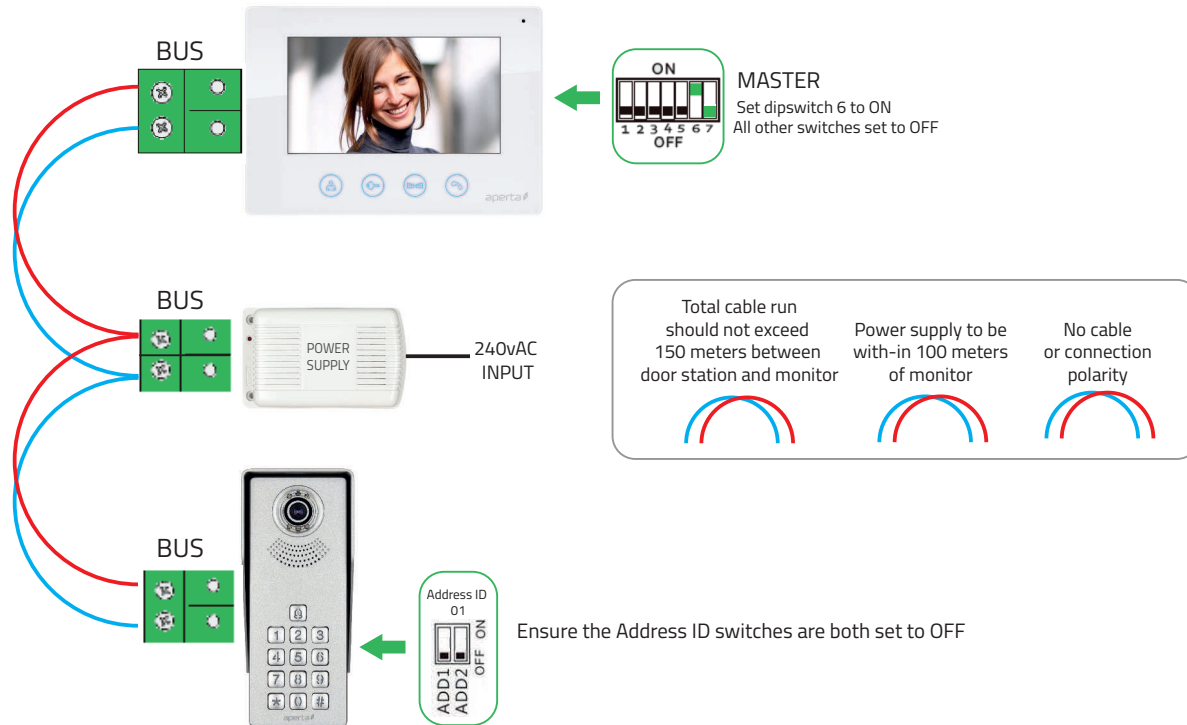 BUS
ON
1 2 3 4 5 6 7
OFF
MASTER
Set dipswitch 6 to ON
All other switches set to OFF
aperta
BUS
POWER
SUPPLY
240vAC
INPUT
Total cable run
should not exceed
150 meters between
door station and monitor
Power supply to be
with-in 100 meters
of monitor
No cable
or connection
polarity
BUS
1 2 3
4 5 6
7 8 9
* 0 #
aperta
Address ID
01
ADD1
ADD2
OFF ON
Ensure the Address ID switches are both set to OFF